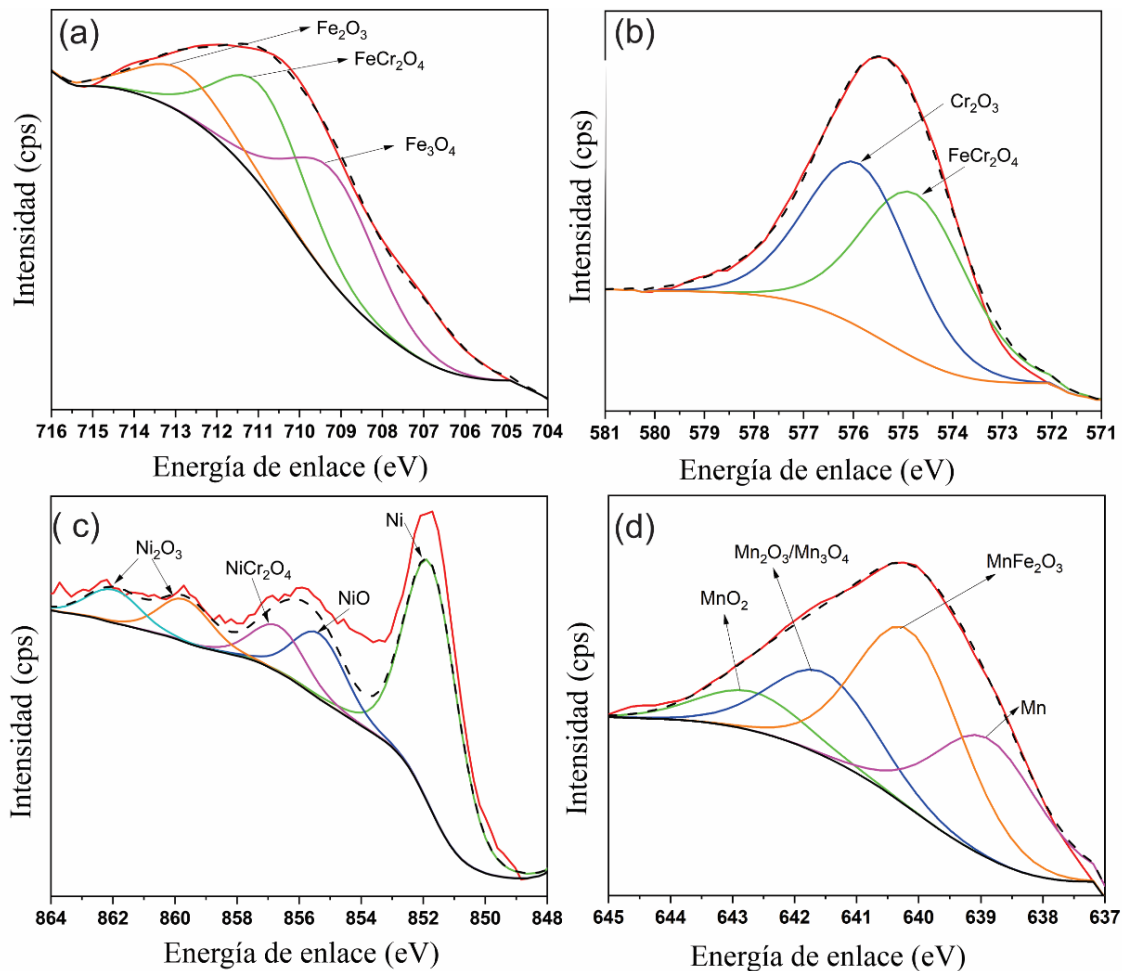 (a)
Fe₂O₃
FeCr₂O₄
Fe₃O₄
Intensidad (cps)
716 715 714 713 712 711 710 709 708 707 706 705 704
Energía de enlace (eV)
(b)
Cr₂O₃
FeCr₂O₄
Intensidad (cps)
581 580 579 578 577 576 575 574 573 572 571
Energía de enlace (eV)
( c)
Ni
Ni₂O₃
NiCr₂O₄
NiO
Intensidad (cps)
864 862 860 858 856 854 852 850 848
Energía de enlace (eV)
(d)
Mn₂O₃/Mn₃O₄
MnFe₂O₃
MnO₂
Mn
Intensidad (cps)
645 644 643 642 641 640 639 638 637
Energía de enlace (eV)